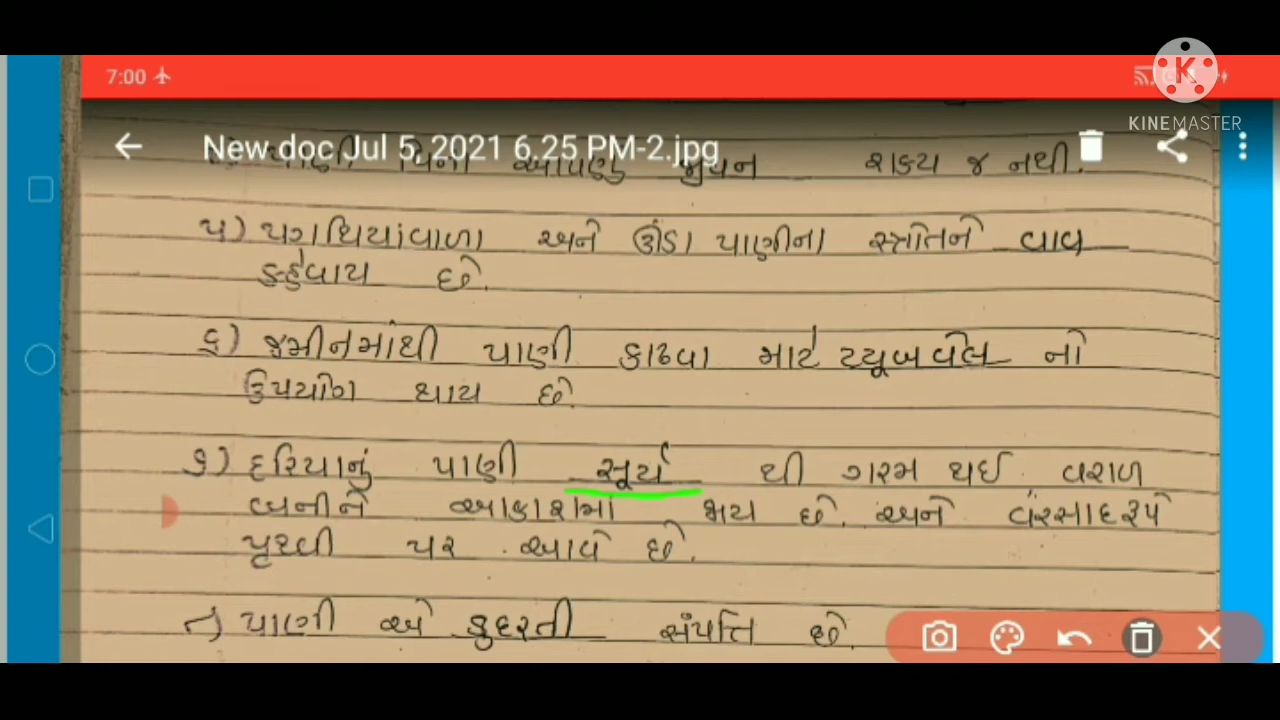 7:00
KINEMASTER
New doc Jul 5, 2021 6.25 PM-2.jpg
પાણી વિના આપણું જીવન શક્ય જ નથી.
૫) પગથિયાંવાળા અને ઊંડા પાણીના સ્ત્રોતને વાવ
કહેવાય છે.
૬) જમીનમાંથી પાણી કાઢવા માટે ટ્યૂબવેલ નો
ઉપયોગ થાય છે.
૭) દરિયાનું પાણી સૂર્ય થી ગરમ થઈ વરાળ
બનીને આકાશમાં જાય છે. અને વરસાદરૂપે
પૃથ્વી પર આવે છે.
૮) પાણી એ કુદરતી સંપત્તિ છે.